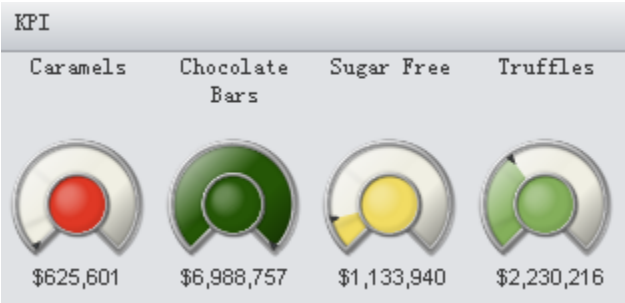 KPI
Caramels
Chocolate Bars
Sugar Free
Truffles
$625,601
$6,988,757
$1,133,940
$2,230,216